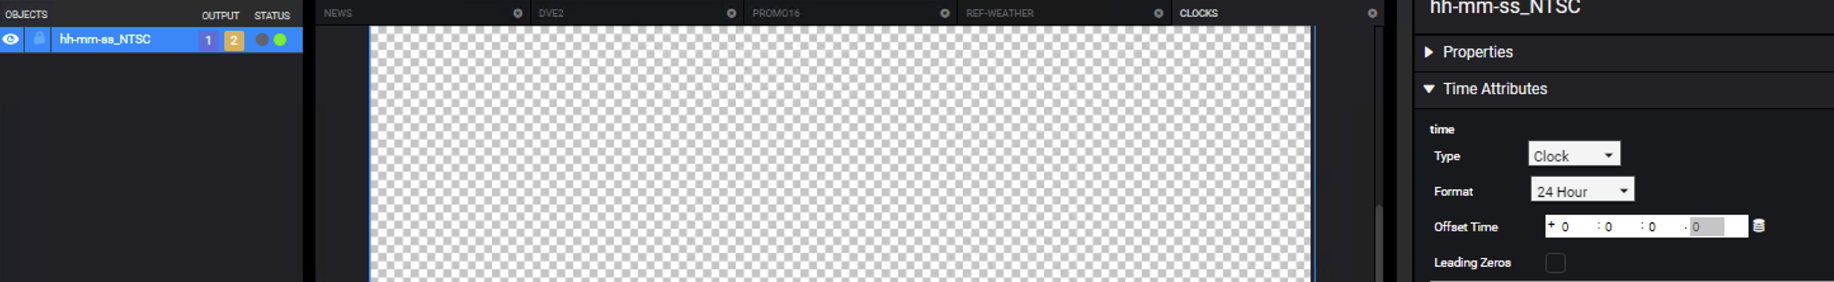 OBJECTS OUTPUT STATUS
hh-mm-ss_NTSC 1 2
NEWS DVE2 PROMO16 REF-WEATHER CLOCKS
hh-mm-ss_NTSC
Properties
Time Attributes
time
Type Clock
Format 24 Hour
Offset Time + 0 : 0 : 0 . 0
Leading Zeros